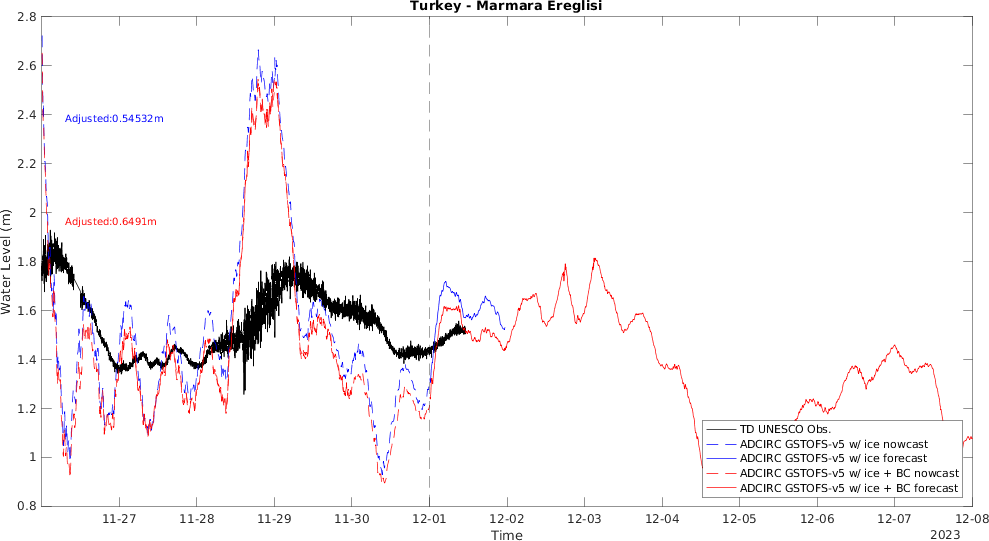 Turkey - Marmara Ereglisi
2.8
2.6
2.4
2.2
2
1.8
1.6
1.4
1.2
1
0.8
Water Level (m)
Adjusted:0.54532m
Adjusted:0.6491m
TD UNESCO Obs.
ADCIRC GSTOFS-v5 w/ ice nowcast
ADCIRC GSTOFS-v5 w/ ice forecast
ADCIRC GSTOFS-v5 w/ ice + BC nowcast
ADCIRC GSTOFS-v5 w/ ice + BC forecast
11-27 11-28 11-29 11-30 12-01 12-02 12-03 12-04 12-05 12-06 12-07 12-08
Time
2023